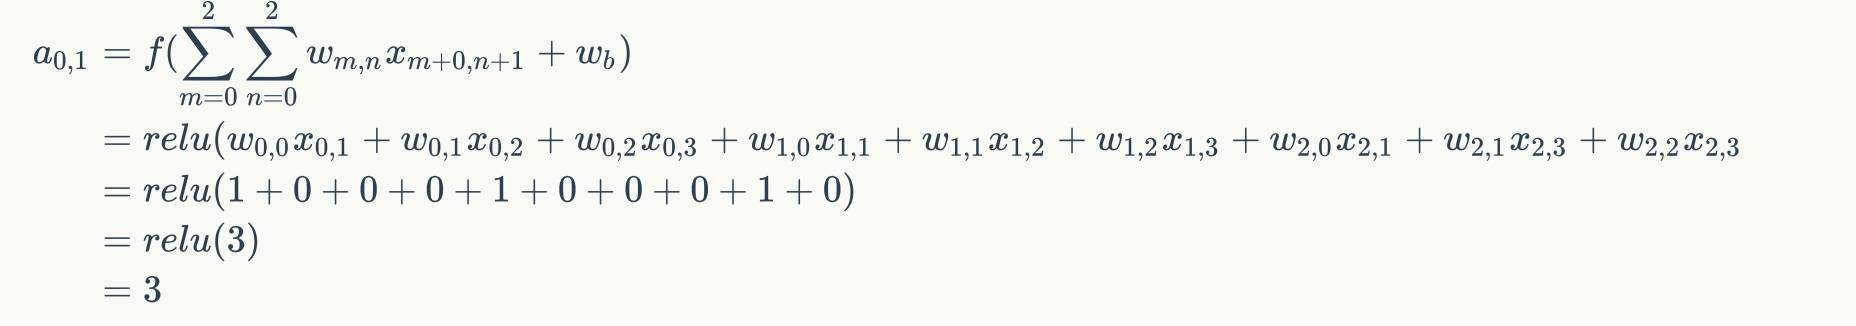 $a_{0,1} = f(\sum_{m=0}^{2}\sum_{n=0}^{2} w_{m,n}x_{m+0,n+1} + w_b)$
$= relu(w_{0,0}x_{0,1} + w_{0,1}x_{0,2} + w_{0,2}x_{0,3} + w_{1,0}x_{1,1} + w_{1,1}x_{1,2} + w_{1,2}x_{1,3} + w_{2,0}x_{2,1} + w_{2,1}x_{2,3} + w_{2,2}x_{2,3}$
$= relu(1 + 0 + 0 + 0 + 1 + 0 + 0 + 0 + 1 + 0)$
$= relu(3)$
$= 3$